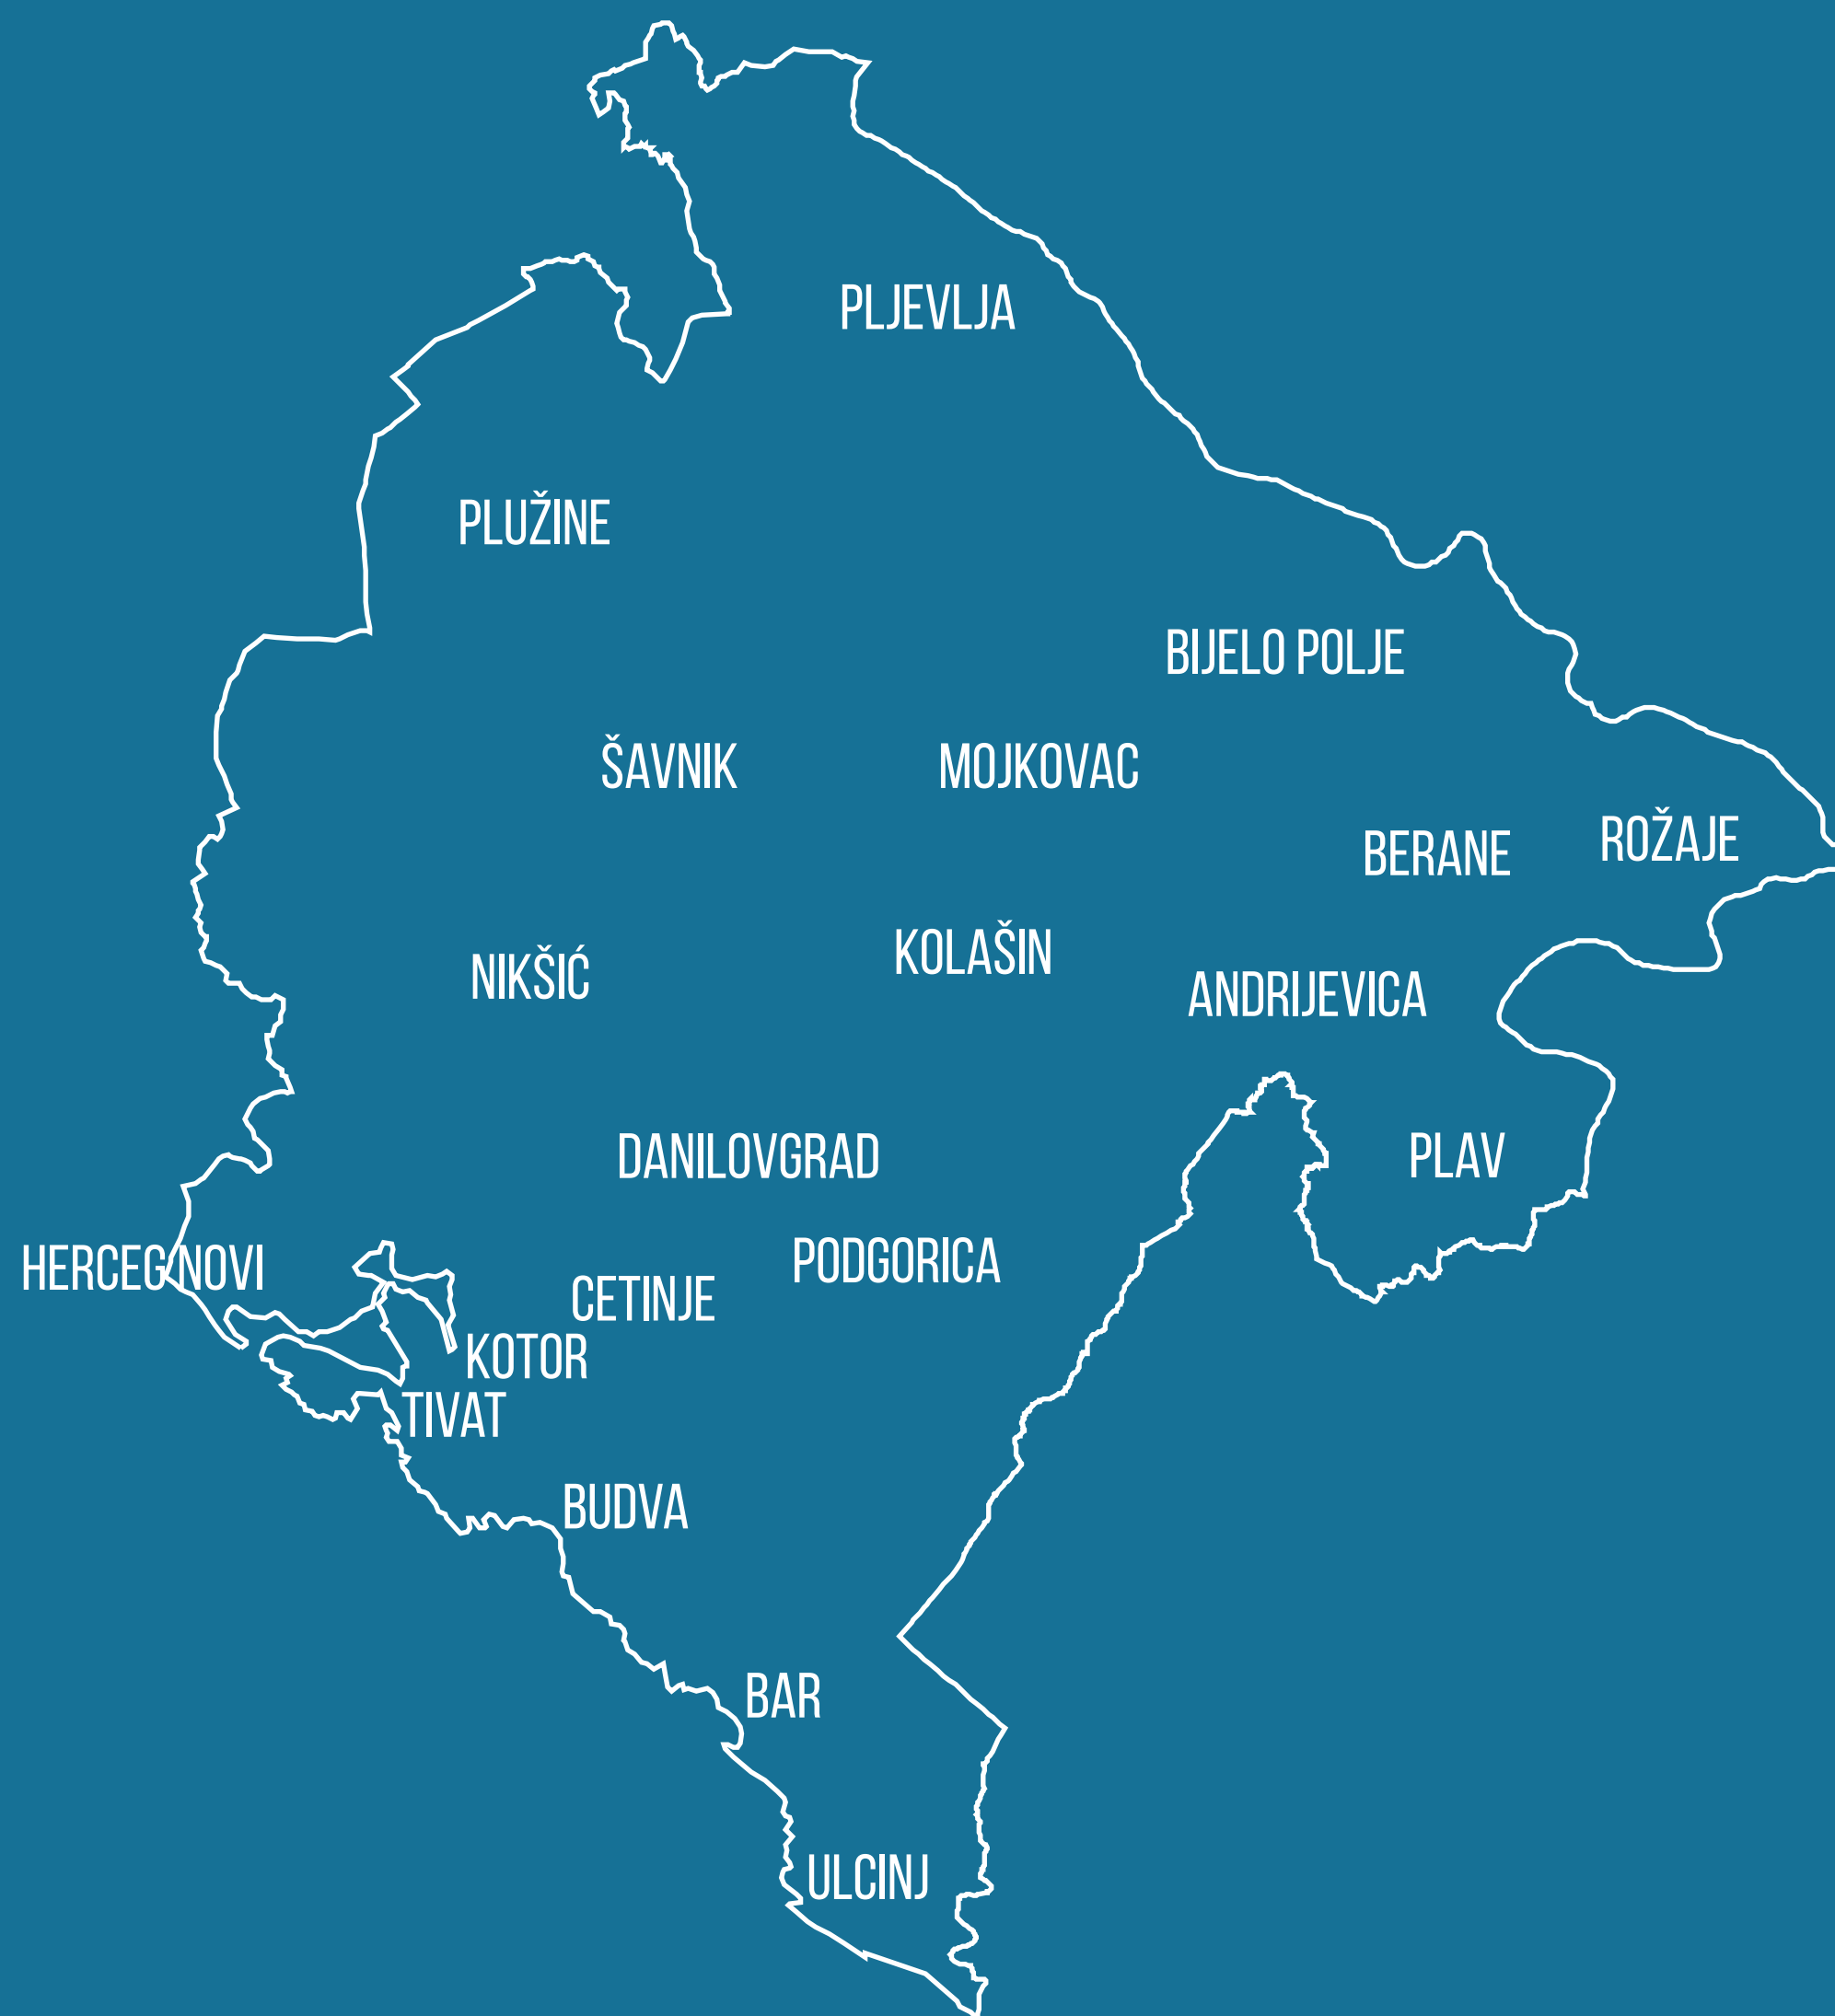 PLJEVLJA
PLUŽINE
BIJELO POLJE
ŠAVNIK
MOJKOVAC
ROŽAJE
BERANE
KOLAŠIN
NIKŠIĆ
ANDRIJEVICA
DANILOVGRAD
PLAV
PODGORICA
HERCEG NOVI
CETINJE
KOTOR
TIVAT
BUDVA
BAR
ULCINJ